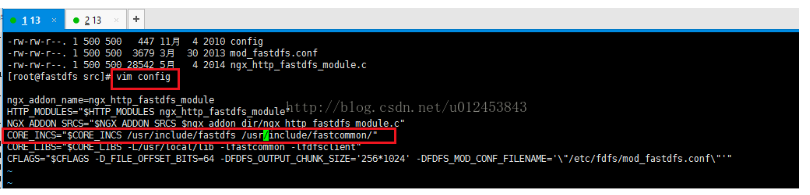 1 13 × 2 13 × +
-rw-rw-r--. 1 500 500 447 11月 4 2010 config
-rw-rw-r--. 1 500 500 3679 3月 30 2013 mod_fastdfs.conf
-rw-rw-r--. 1 500 500 28542 5月 4 2014 ngx_http_fastdfs_module.c
[root@fastdfs src]# vim config
ngx_addon_name=ngx_http_fastdfs_module
http://blog.csdn.net/u012453843
HTTP_MODULES="$HTTP_MODULES ngx_http_fastdfs_module"
NGX_ADDON_SRCS="$NGX_ADDON_SRCS $ngx_addon_dir/ngx_http_fastdfs_module.c"
CORE_INCS="$CORE_INCS /usr/include/fastdfs /usr/include/fastcommon/"
CORE_LIBS="$CORE_LIBS -L/usr/local/lib -lfastcommon -lfdfsclient"
CFLAGS="$CFLAGS -D_FILE_OFFSET_BITS=64 -DFDFS_OUTPUT_CHUNK_SIZE='256*1024' -DFDFS_MOD_CONF_FILENAME='\"/etc/fdfs/mod_fastdfs.conf\"'"
~
~